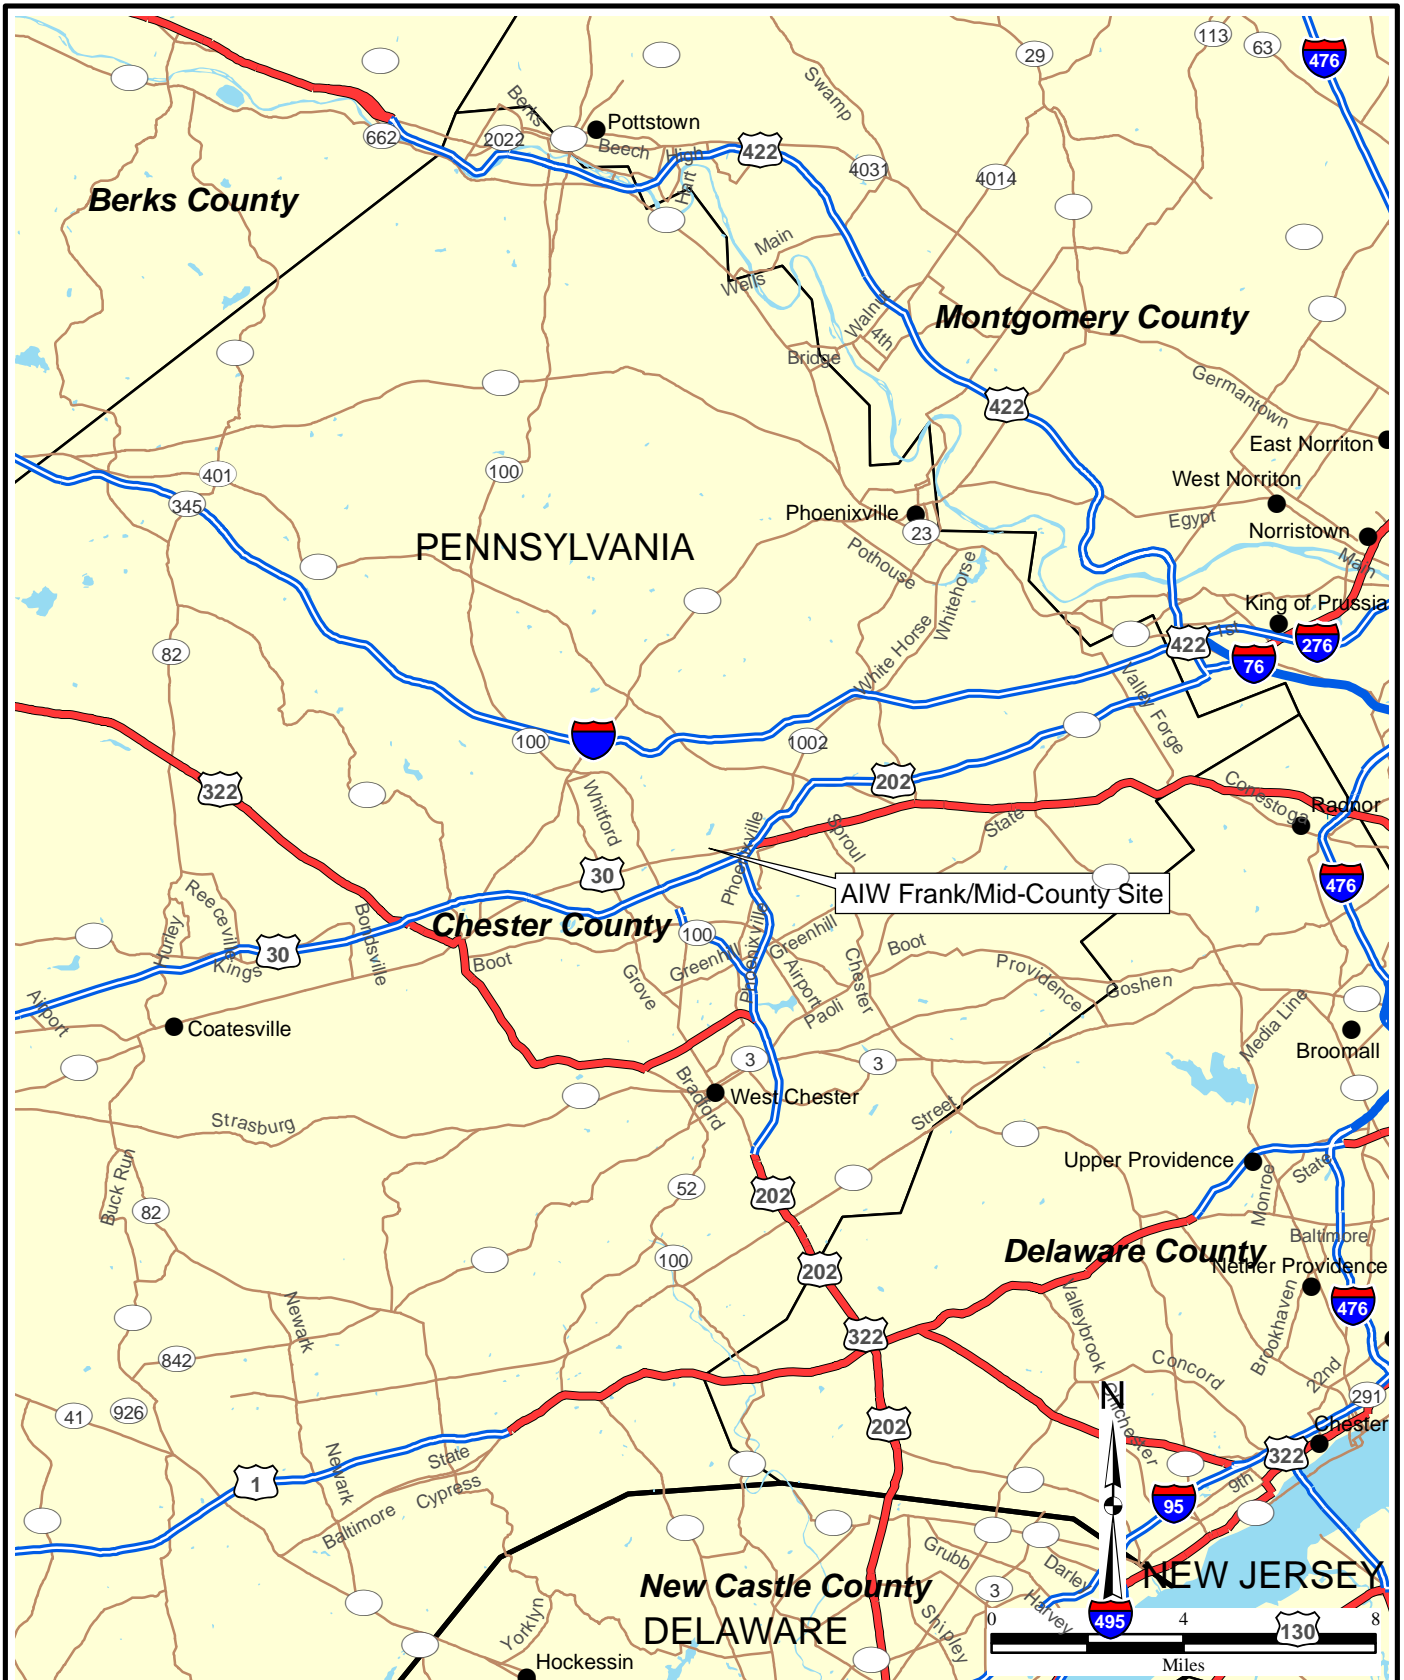 113
63
29
476
Swamp
Berks
Pottstown
662
2022
Beech
High
422
Hart
4031
4014
Berks County
Main
Wells
Walnut
4th
Montgomery County
Bridge
Germantown
422
East Norriton
401
100
345
West Norriton
Phoenixville
23
Egypt
Norristown
PENNSYLVANIA
Pothouse
Whitehorse
Main
King of Prussia
82
White Horse
422
1st
276
76
Valley Forge
100
1002
322
202
Whitford
Conestoga
Radnor
State
Sproul
Phoenixville
30
476
AIW Frank/Mid-County Site
Reeceville
Hurley
Bondsville
Chester County
Phoenixville
100
Greenhill
Greenhill
Boot
30
Kings
Boot
Grove
G Airport
Chester
Providence
Goshen
Airport
Phoenixville
Paoli
Coatesville
Media Line
Broomall
3
3
Bradford
West Chester
Strasburg
Street
Upper Providence
State
Buck Run
52
202
Monroe
82
Baltimore
100
202
Delaware County
Nether Providence
Newark
Valleybrook
Brookhaven
476
322
842
Concord
22nd
N
291
41
926
Chichester
202
Chester
State
322
Newark
1
Cypress
9th
95
Baltimore
Grubb
Darley
NEW JERSEY
New Castle County
3
Harvey
Shipley
DELAWARE
Yorklyn
495
0
4
8
130
Miles
Hockessin